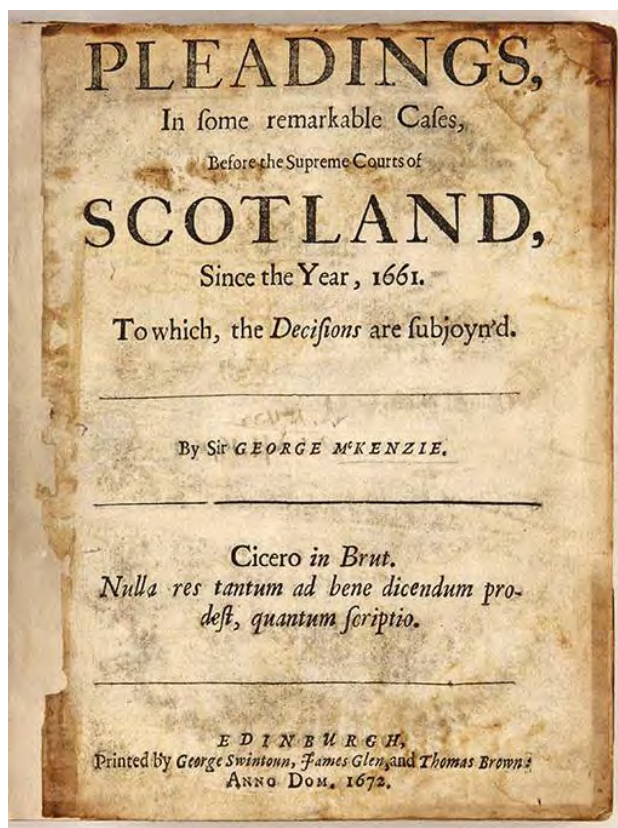 PLEADINGS,
In ſome remarkable Caſes,
Before the Supreme Courts of
SCOTLAND,
Since the Year, 1661.
To which, the Deciſions are ſubjoyn'd.
By Sir GEORGE MᶜKENZIE.
Cicero in Brut.
Nulla res tantum ad bene dicendum pro-
deſt, quantum ſcriptio.
EDINBURGH,
Printed by George Swintoun, James Glen, and Thomas Brown:
ANNO DOM. 1672.